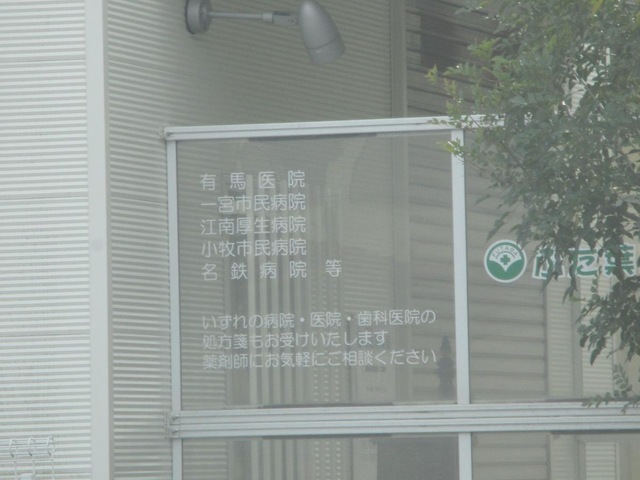 有馬医院
一宮市民病院
江南厚生病院
小牧市民病院
名鉄病院 等
いずれの病院・医院・歯科医院の
処方箋もお受けいたします
薬剤師にお気軽にご相談ください
ふたば